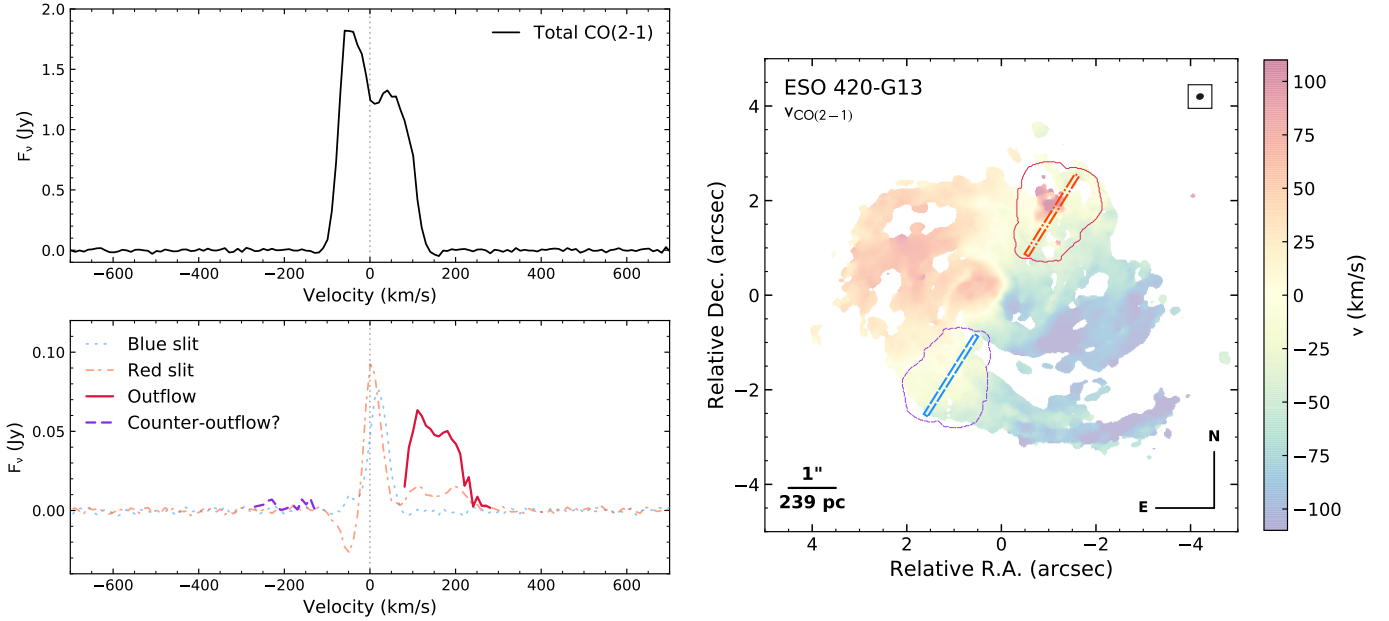 2.0
1.5
1.0
0.5
0.0
Fν (Jy)
Total CO(2-1)
−600 −400 −200 0 200 400 600
Velocity (km/s)
0.10
0.05
0.00
Fν (Jy)
Blue slit
Red slit
Outflow
Counter-outflow?
−600 −400 −200 0 200 400 600
Velocity (km/s)
ESO 420-G13
vCO(2−1)
4
2
0
−2
−4
Relative Dec. (arcsec)
1"
239 pc
N
E
4 2 0 −2 −4
Relative R.A. (arcsec)
100
75
50
25
0
−25
−50
−75
−100
v (km/s)